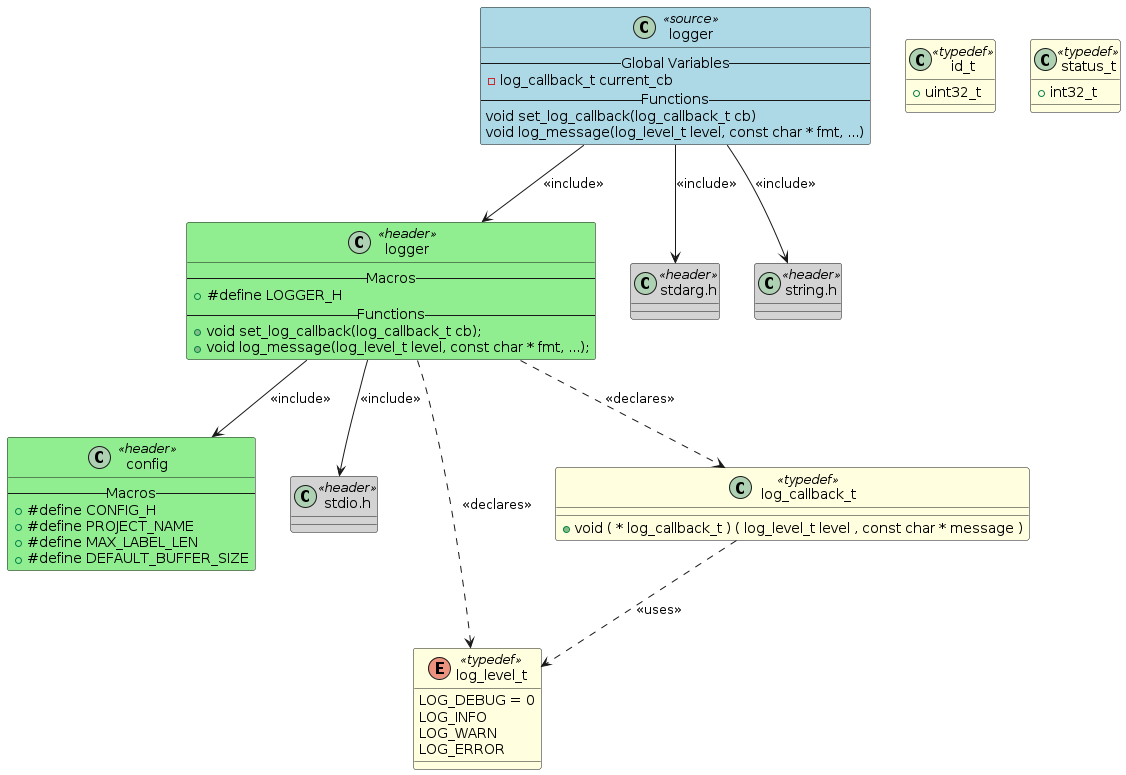 C «source»
logger
Global Variables
log_callback_t current_cb
Functions
void set_log_callback(log_callback_t cb)
void log_message(log_level_t level, const char * fmt, ...)
C «typedef»
id_t
uint32_t
C «typedef»
status_t
int32_t
«include»
«include»
«include»
C «header»
logger
Macros
#define LOGGER_H
Functions
void set_log_callback(log_callback_t cb);
void log_message(log_level_t level, const char * fmt, ...);
C «header»
stdarg.h
C «header»
string.h
«include»
«include»
«declares»
«declares»
C «header»
config
Macros
#define CONFIG_H
#define PROJECT_NAME
#define MAX_LABEL_LEN
#define DEFAULT_BUFFER_SIZE
C «header»
stdio.h
C «typedef»
log_callback_t
void ( * log_callback_t ) ( log_level_t level , const char * message )
«uses»
E «typedef»
log_level_t
LOG_DEBUG = 0
LOG_INFO
LOG_WARN
LOG_ERROR